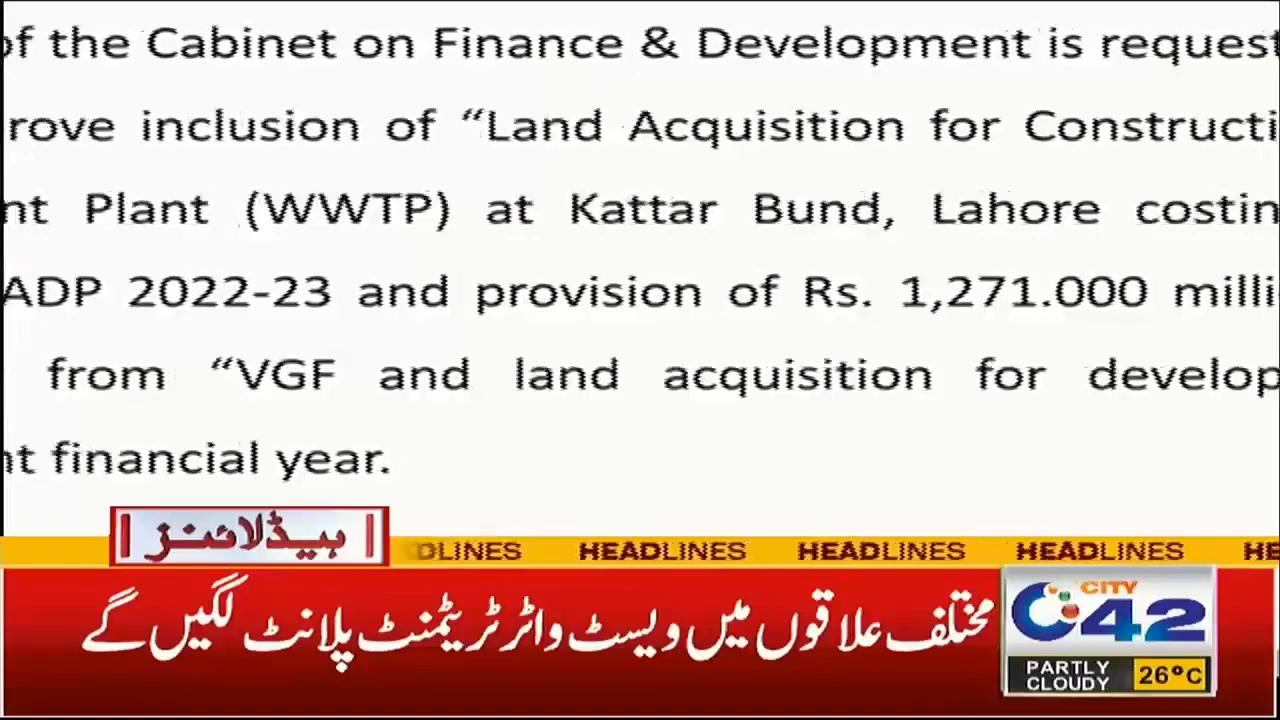 of the Cabinet on Finance & Development is request
rove inclusion of “Land Acquisition for Constructi
nt Plant (WWTP) at Kattar Bund, Lahore costin
ADP 2022-23 and provision of Rs. 1,271.000 milli
from “VGF and land acquisition for develop
nt financial year.
ہیڈلائنز
DLINES HEADLINES HEADLINES HEADLINES HE
مختلف علاقوں میں ویسٹ واٹر ٹریٹمنٹ پلانٹ لگیں گے
CITY
42
PARTLY CLOUDY 26°C